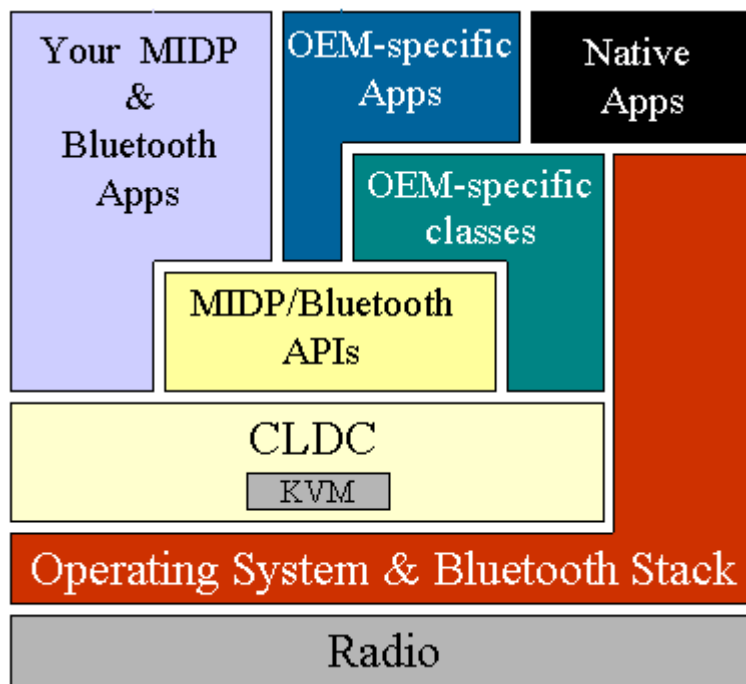 Your MIDP
&
Bluetooth
Apps
OEM-specific
Apps
Native
Apps
OEM-specific
classes
MIDP/Bluetooth
APIs
CLDC
KVM
Operating System & Bluetooth Stack
Radio